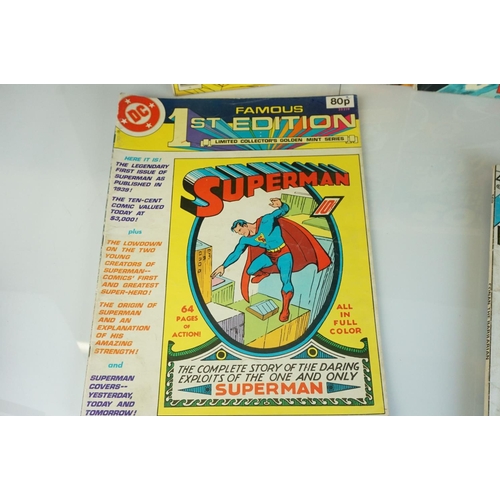 DC
FAMOUS
80p
1ST EDITION
LIMITED COLLECTOR'S GOLDEN MINT SERIES
HERE IT IS!
THE LEGENDARY
FIRST ISSUE OF
SUPERMAN AS
PUBLISHED IN
1939!
THE TEN-CENT
COMIC VALUED
TODAY AT
$3,000!
plus
THE LOWDOWN
ON THE TWO
YOUNG
CREATORS OF
SUPERMAN--
COMICS' FIRST
AND GREATEST
SUPER-HERO!
THE ORIGIN OF
SUPERMAN
AND AN
EXPLANATION
OF HIS
AMAZING
STRENGTH!
and
SUPERMAN
COVERS--
YESTERDAY,
TODAY AND
TOMORROW!
SUPERMAN
64
PAGES
OF
ACTION!
ALL
IN
FULL
COLOR
THE COMPLETE STORY OF THE DARING
EXPLOITS OF THE ONE AND ONLY
SUPERMAN